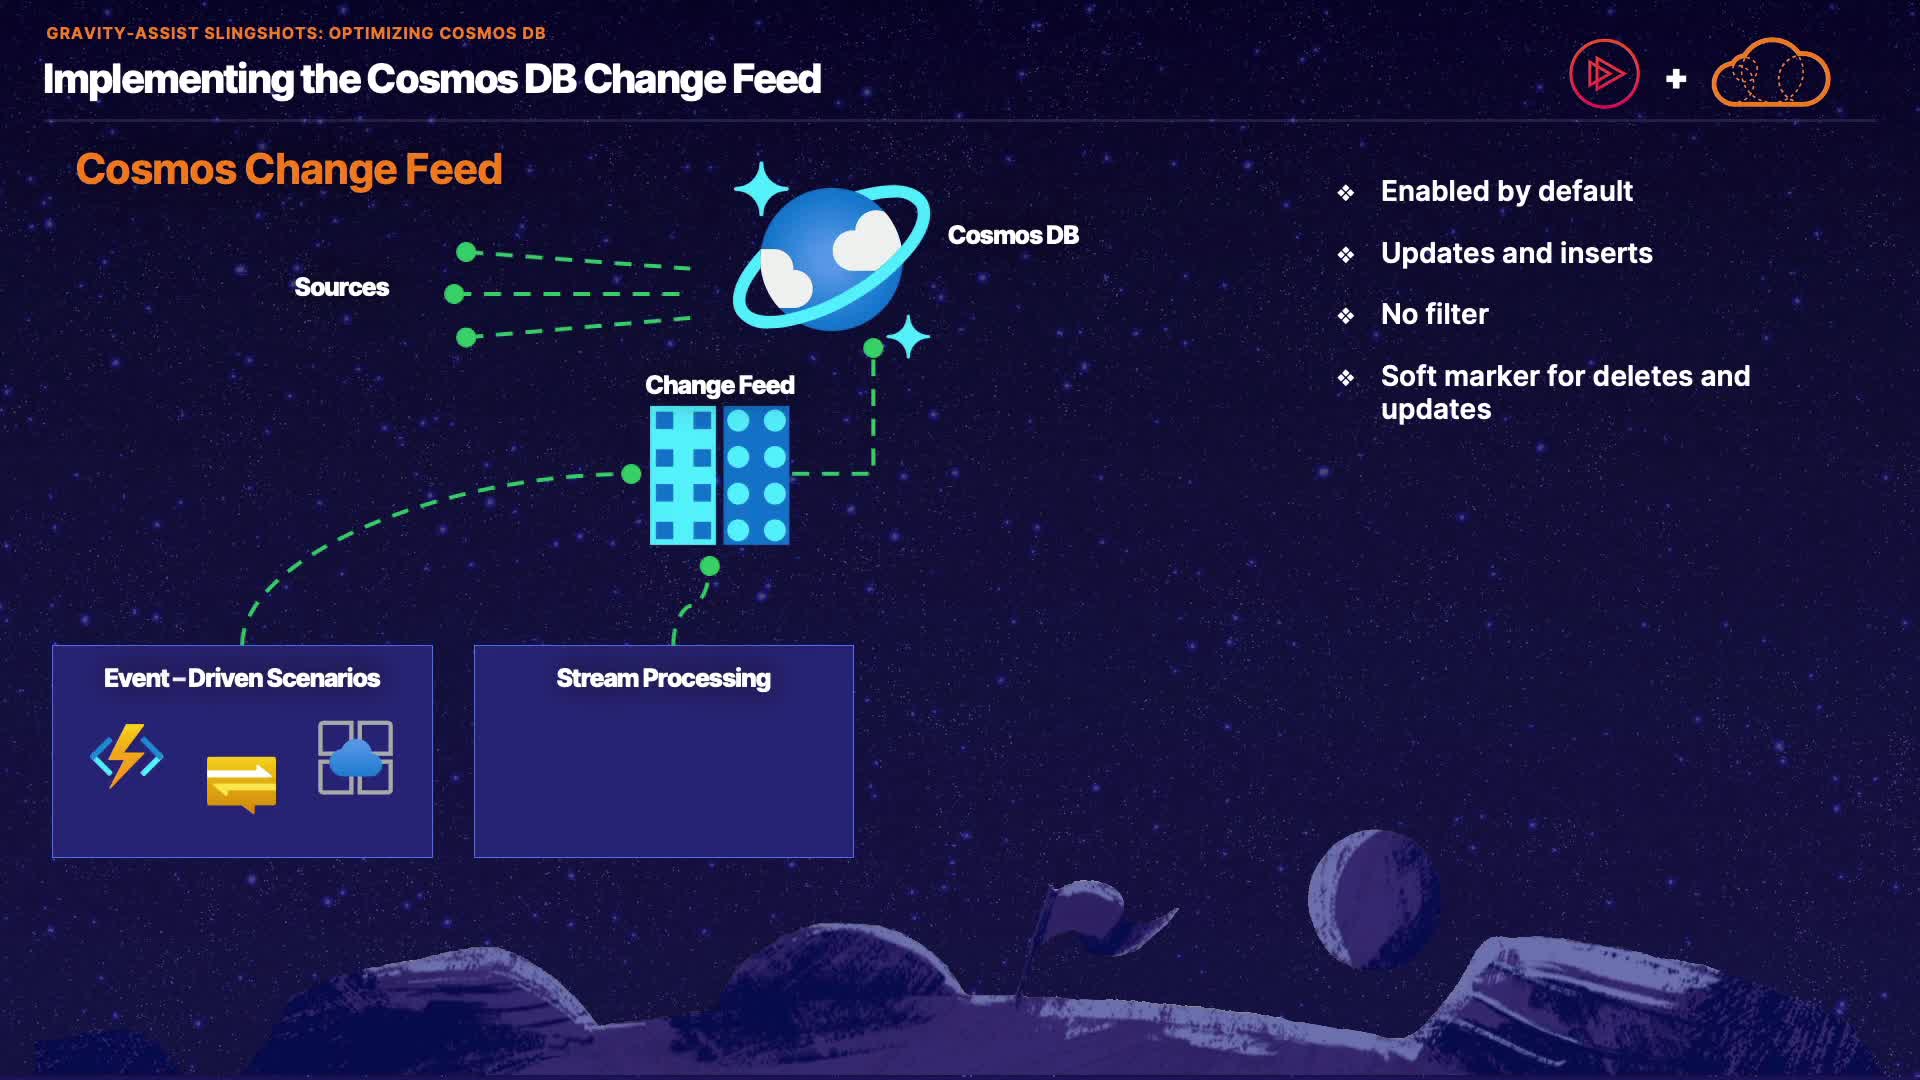 GRAVITY-ASSIST SLINGSHOTS: OPTIMIZING COSMOS DB
Implementing the Cosmos DB Change Feed
Cosmos Change Feed
Cosmos DB
Sources
Change Feed
Event – Driven Scenarios
Stream Processing
❖ Enabled by default
❖ Updates and inserts
❖ No filter
❖ Soft marker for deletes and
updates